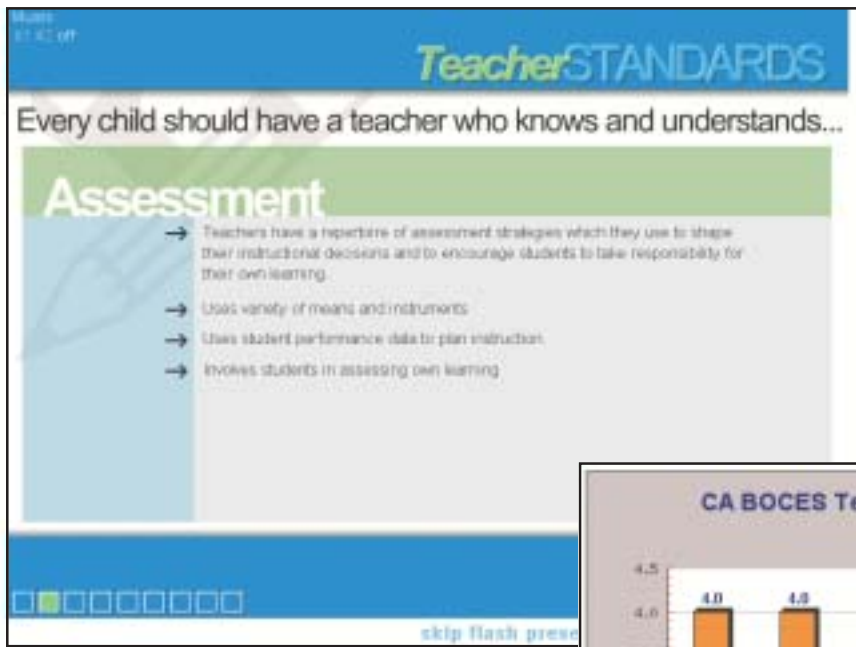 Music:
#1 #2 off
TeacherSTANDARDS
Every child should have a teacher who knows and understands...
Assessment
Teachers have a repertoire of assessment strategies which they use to shape
their instructional decisions and to encourage students to take responsibility for
their own learning.
Uses variety of means and instruments
Uses student performance data to plan instruction
Involves students in assessing own learning
skip flash prese
CA BOCES Te
4.5
4.0 4.0
4.0